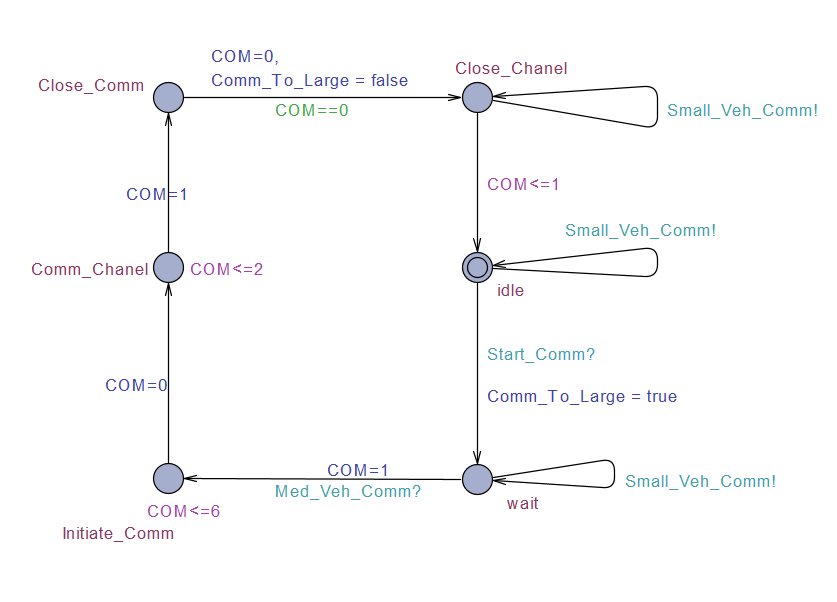 COM=0,
Comm_To_Large = false
Close_Comm
Close_Chanel
COM==0
Small_Veh_Comm!
COM=1
COM<=1
Small_Veh_Comm!
Comm_Chanel
COM<=2
idle
Start_Comm?
COM=0
Comm_To_Large = true
COM=1
Med_Veh_Comm?
Small_Veh_Comm!
wait
COM<=6
Initiate_Comm